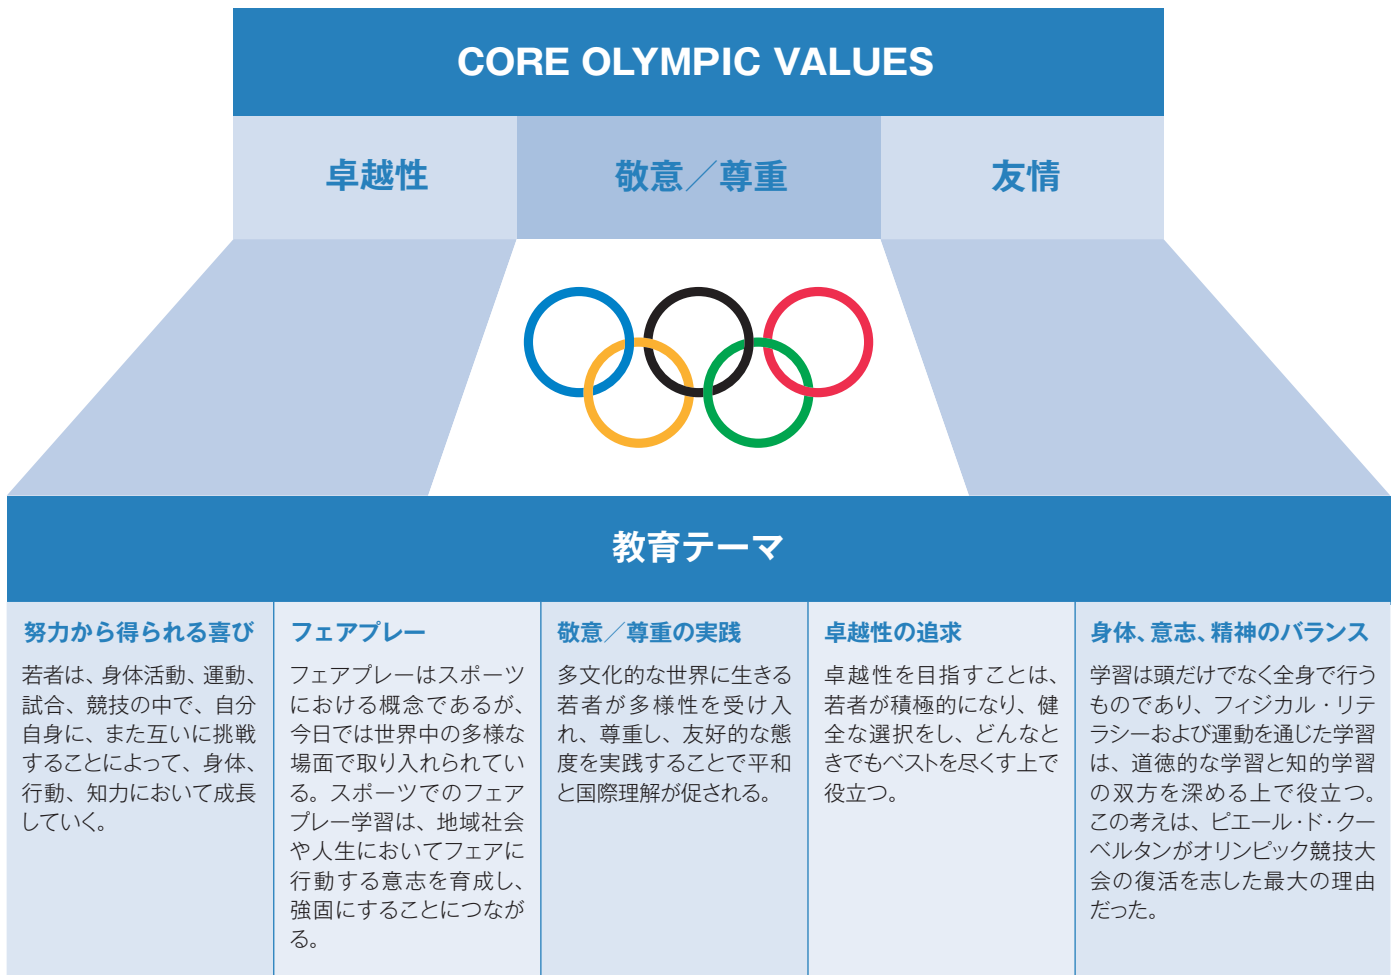 CORE OLYMPIC VALUES
卓越性
敬意／尊重
友情
教育テーマ
努力から得られる喜び
若者は、身体活動、運動、
試合、競技の中で、自分
自身に、また互いに挑戦
することによって、身体、
行動、知力において成長
していく。
フェアプレー
フェアプレーはスポーツ
における概念であるが、
今日では世界中の多様な
場面で取り入れられてい
る。スポーツでのフェア
プレー学習は、地域社会
や人生においてフェアに
行動する意志を育成し、
強固にすることにつなが
る。
敬意／尊重の実践
多文化的な世界に生きる
若者が多様性を受け入
れ、尊重し、友好的な態
度を実践することで平和
と国際理解が促される。
卓越性の追求
卓越性を目指すことは、
若者が積極的になり、健
全な選択をし、どんなと
きでもベストを尽くす上で
役立つ。
身体、意志、精神のバランス
学習は頭だけでなく全身で行う
ものであり、フィジカル・リテ
ラシーおよび運動を通じた学習
は、道徳的な学習と知的学習
の双方を深める上で役立つ。
この考えは、ピエール・ド・クー
ベルタンがオリンピック競技大
会の復活を志した最大の理由
だった。